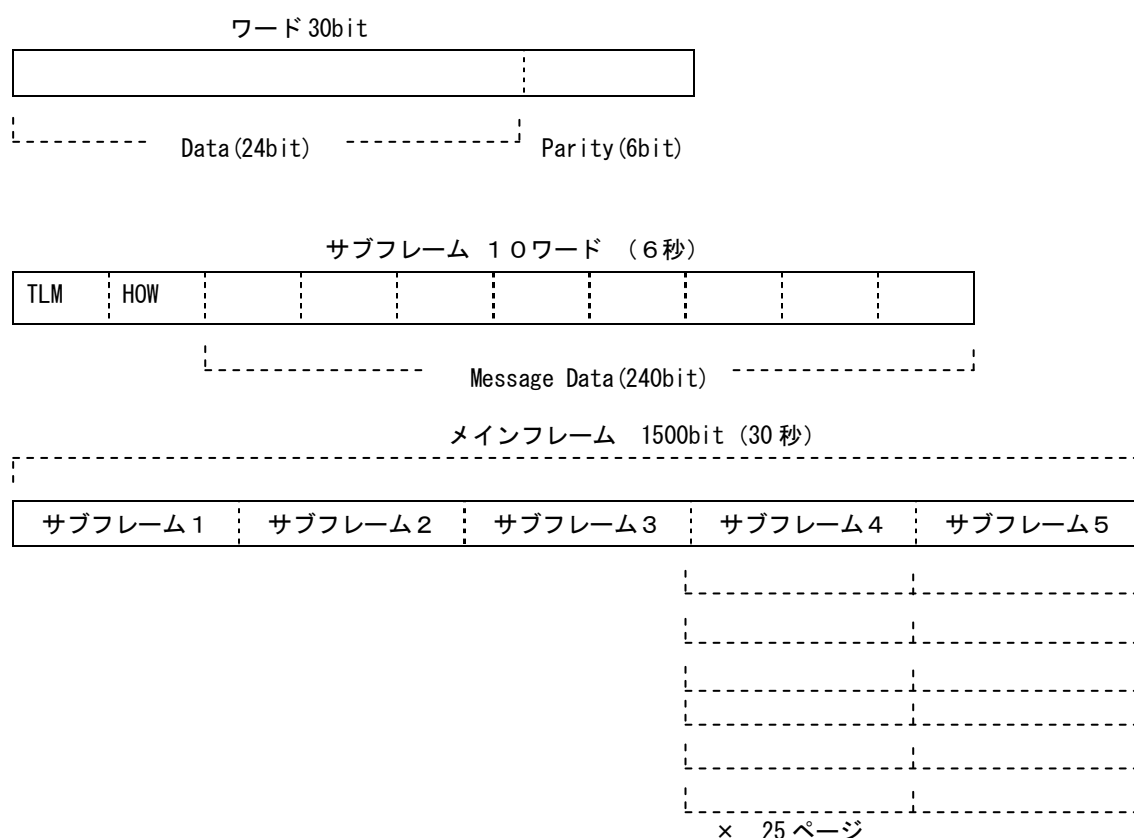 ワード 30bit
Data(24bit) Parity(6bit)
サブフレーム １０ワード （６秒）
TLM HOW
Message Data(240bit)
メインフレーム 1500bit (30 秒)
サブフレーム１ サブフレーム２ サブフレーム３ サブフレーム４ サブフレーム５
× 25 ページ